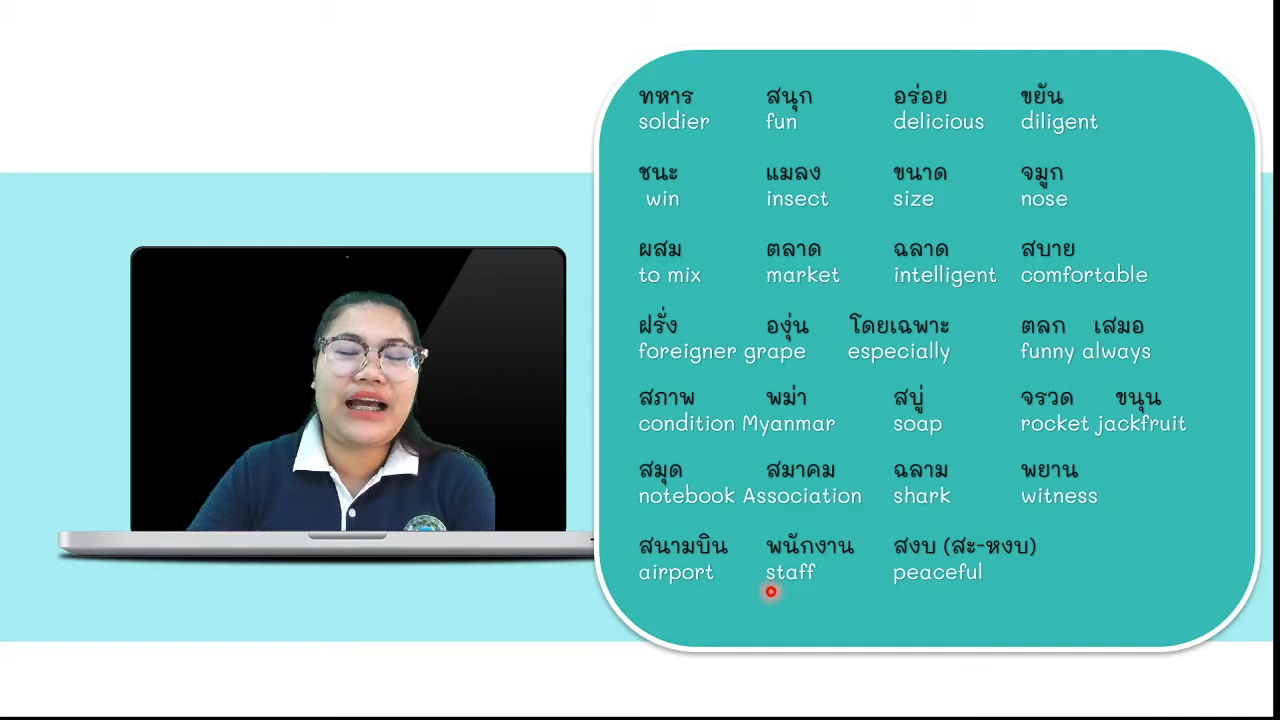 ทหาร สนุก อร่อย ขยัน
soldier fun delicious diligent
ชนะ แมลง ขนาด จมูก
win insect size nose
ผสม ตลาด ฉลาด สบาย
to mix market intelligent comfortable
ฝรั่ง องุ่น โดยเฉพาะ ตลก เสมอ
foreigner grape especially funny always
สภาพ พม่า สบู่ จรวด ขนุน
condition Myanmar soap rocket jackfruit
สมุด สมาคม ฉลาม พยาน
notebook Association shark witness
สนามบิน พนักงาน สงบ (สะ-หงบ)
airport staff peaceful